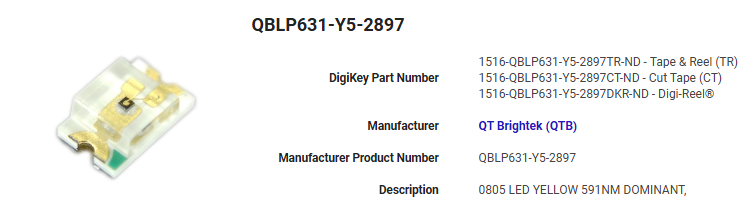 QBLP631-Y5-2897
DigiKey Part Number
1516-QBLP631-Y5-2897TR-ND - Tape & Reel (TR)
1516-QBLP631-Y5-2897CT-ND - Cut Tape (CT)
1516-QBLP631-Y5-2897DKR-ND - Digi-Reel®
Manufacturer
QT Brightek (QTB)
Manufacturer Product Number
QBLP631-Y5-2897
Description
0805 LED YELLOW 591NM DOMINANT,